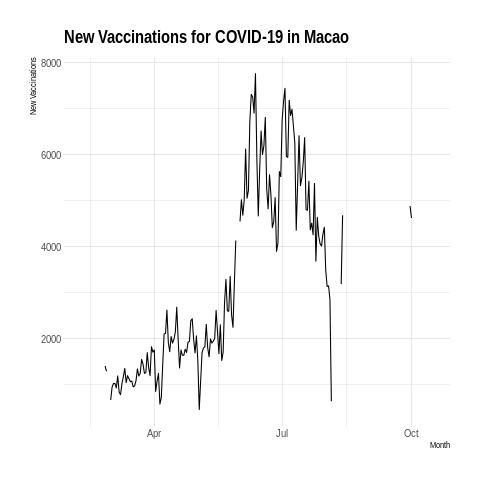 New Vaccinations for COVID-19 in Macao
New Vaccinations
8000
6000
4000
2000
Apr
Jul
Oct
Month